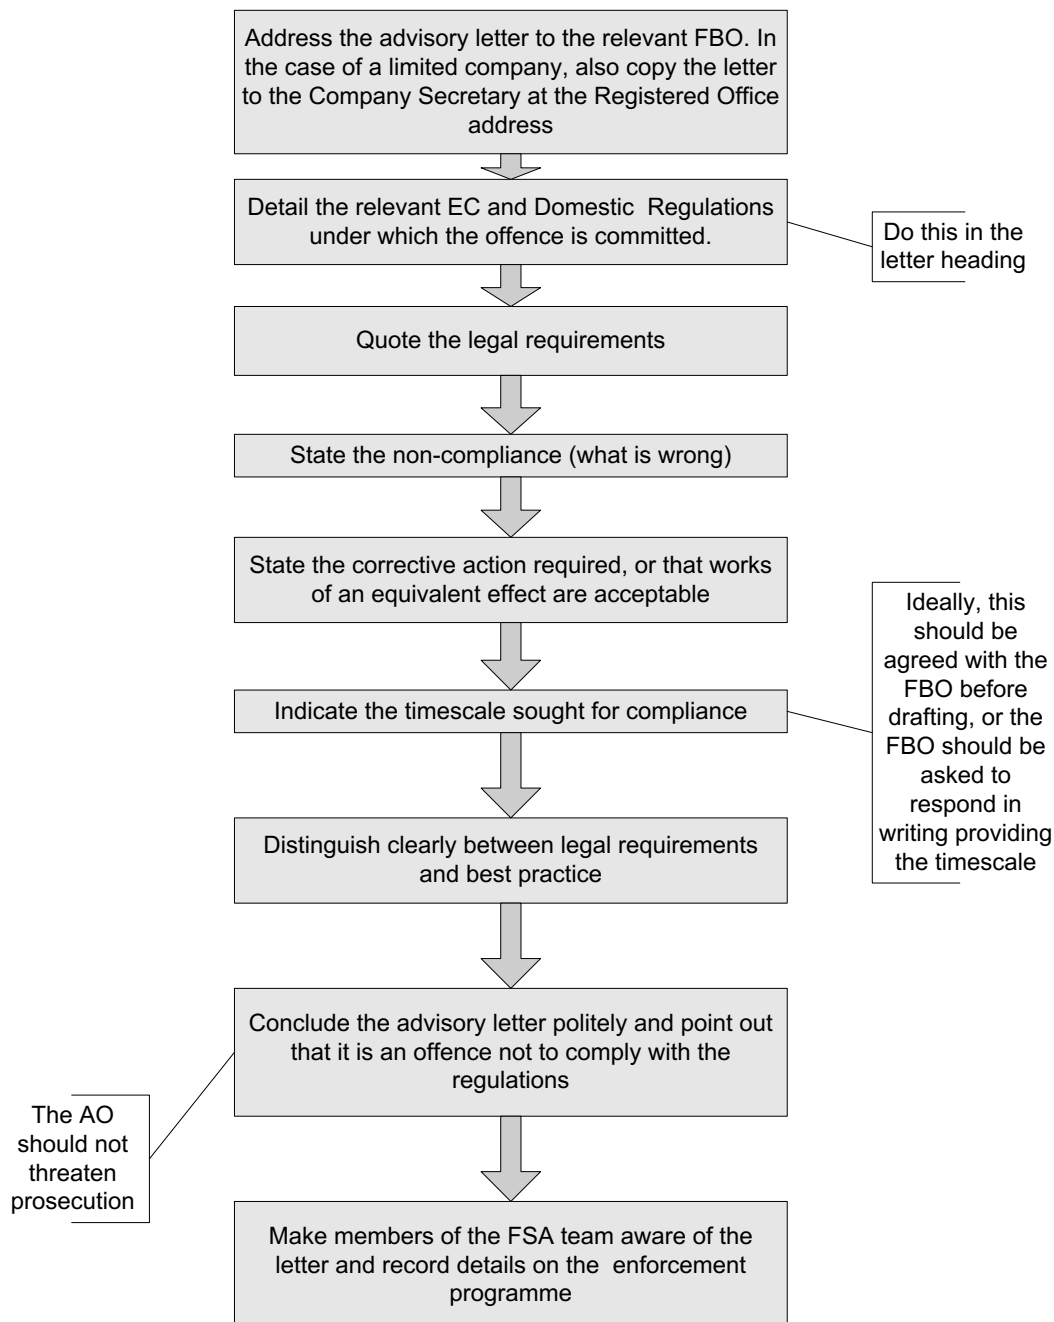 Address the advisory letter to the relevant FBO. In
the case of a limited company, also copy the letter
to the Company Secretary at the Registered Office
address
Detail the relevant EC and Domestic Regulations
under which the offence is committed.
Do this in the
letter heading
Quote the legal requirements
State the non-compliance (what is wrong)
State the corrective action required, or that works
of an equivalent effect are acceptable
Indicate the timescale sought for compliance
Ideally, this
should be
agreed with the
FBO before
drafting, or the
FBO should be
asked to
respond in
writing providing
the timescale
Distinguish clearly between legal requirements
and best practice
Conclude the advisory letter politely and point out
that it is an offence not to comply with the
regulations
The AO
should not
threaten
prosecution
Make members of the FSA team aware of the
letter and record details on the enforcement
programme